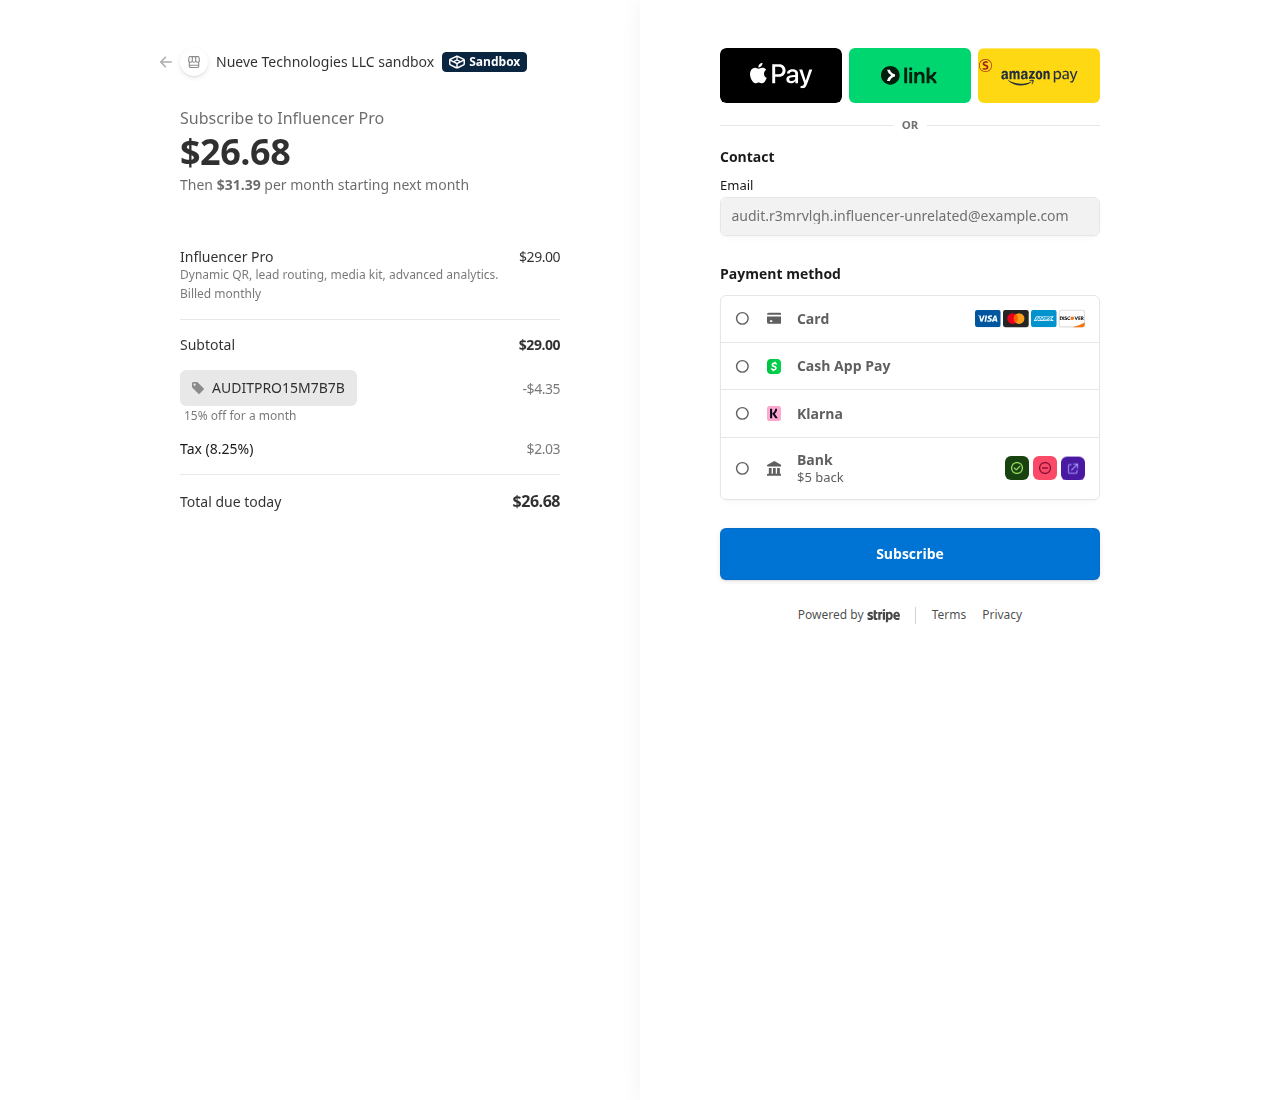 Nueve Technologies LLC sandbox Sandbox
Subscribe to Influencer Pro
$26.68
Then $31.39 per month starting next month
Influencer Pro $29.00
Dynamic QR, lead routing, media kit, advanced analytics.
Billed monthly
Subtotal $29.00
AUDITPRO15M7B7B -$4.35
15% off for a month
Tax (8.25%) $2.03
Total due today $26.68
Pay link S amazon pay
OR
Contact
Email
audit.r3mrvlgh.influencer-unrelated@example.com
Payment method
Card VISA AMEX DISCOVER
$ Cash App Pay
K Klarna
Bank
$5 back
Subscribe
Powered by stripe Terms Privacy